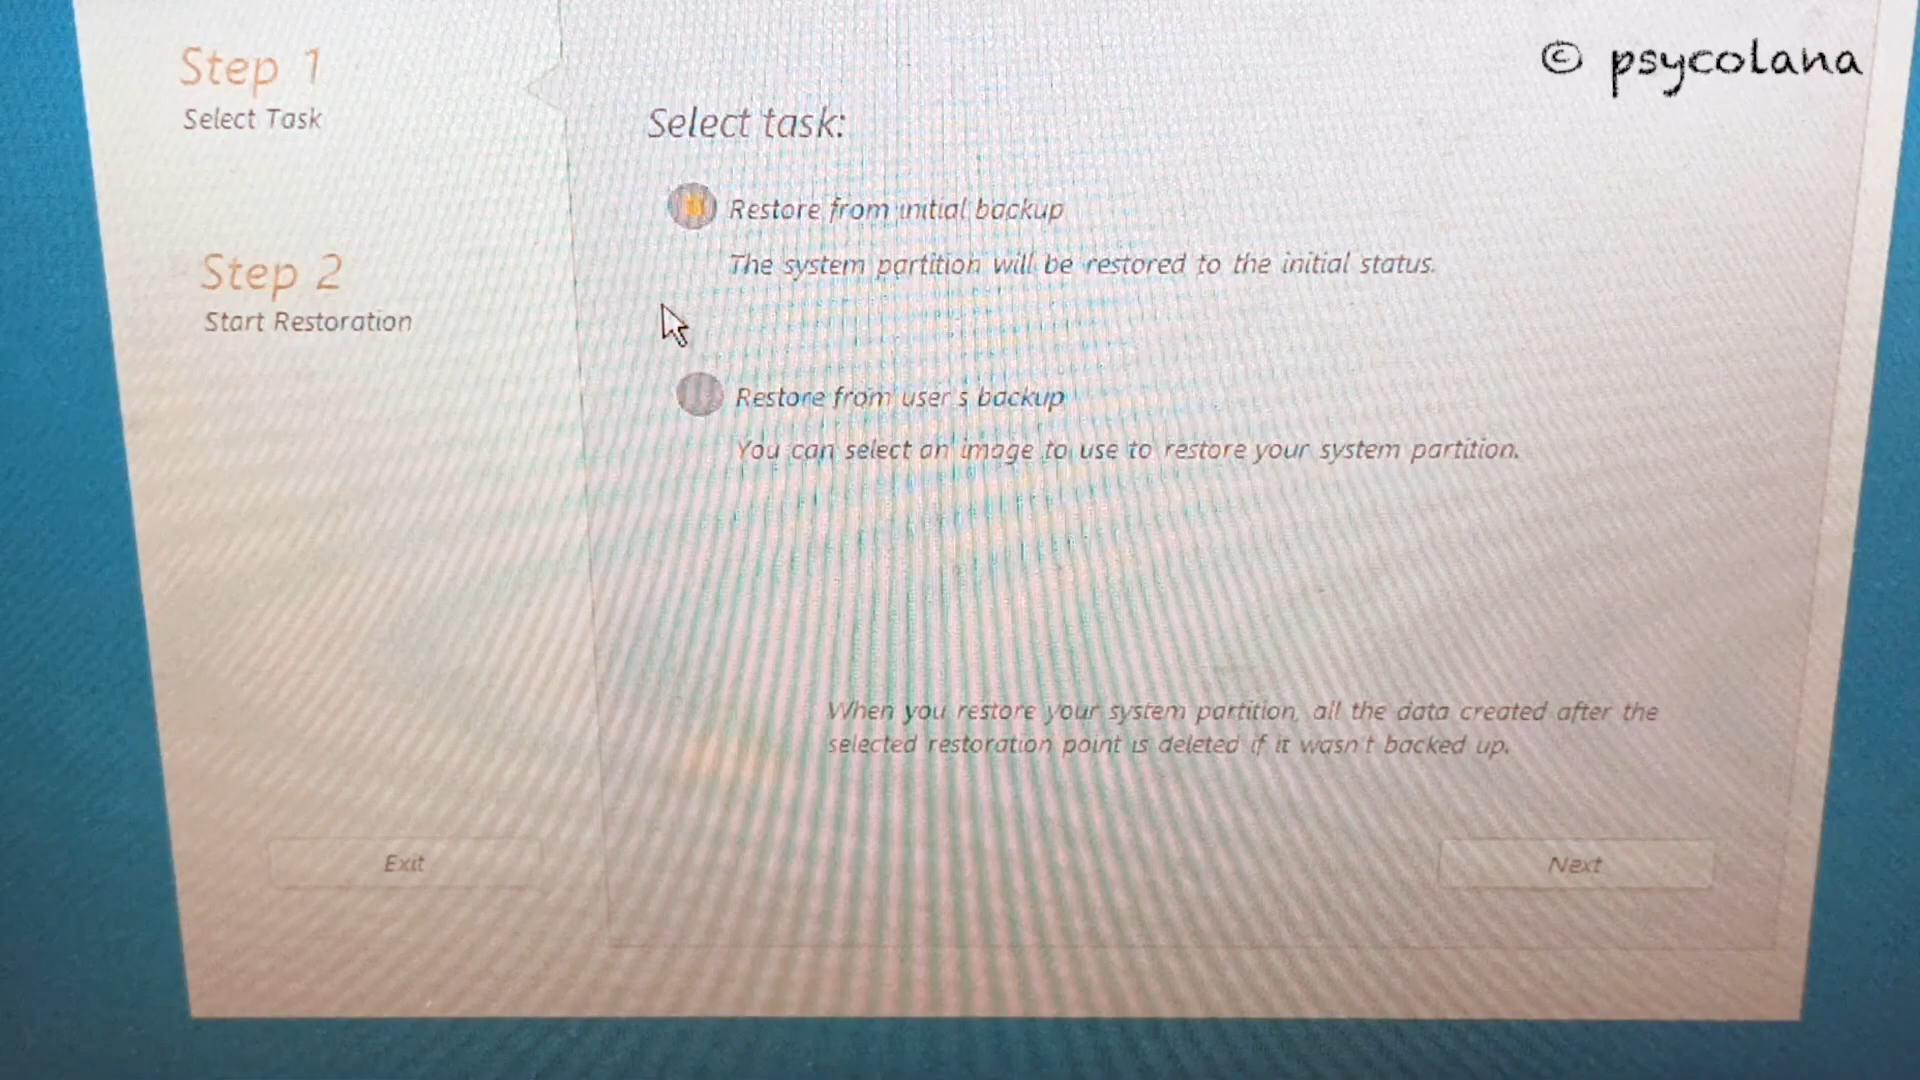 Step 1
Select Task
Step 2
Start Restoration
Exit
© psycolana
Select task:
Restore from initial backup
The system partition will be restored to the initial status.
Restore from user's backup
You can select an image to use to restore your system partition.
When you restore your system partition, all the data created after the
selected restoration point is deleted if it wasn't backed up.
Next